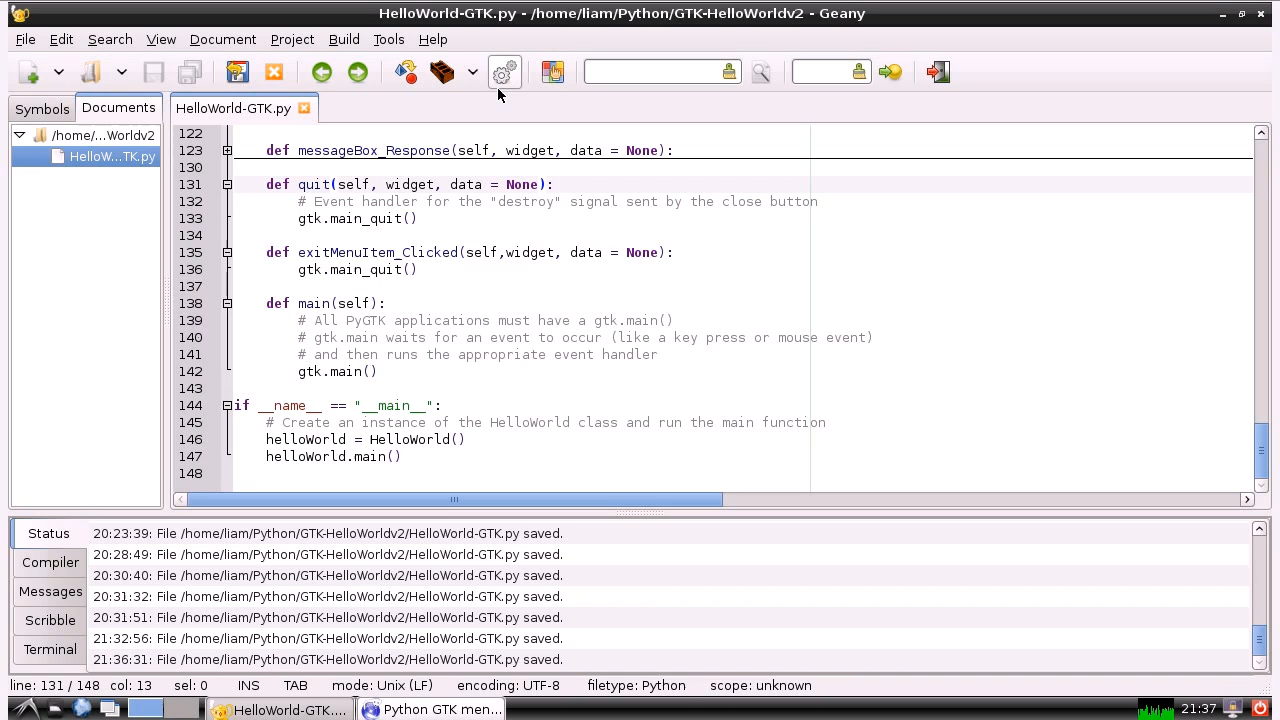 HelloWorld-GTK.py - /home/liam/Python/GTK-HelloWorldv2 - Geany
File Edit Search View Document Project Build Tools Help
Symbols Documents
HelloWorld-GTK.py
/home/...Worldv2
HelloW...TK.py
122
123 def messageBox_Response(self, widget, data = None):
130
131 def quit(self, widget, data = None):
132 # Event handler for the "destroy" signal sent by the close button
133 gtk.main_quit()
134
135 def exitMenuItem_Clicked(self,widget, data = None):
136 gtk.main_quit()
137
138 def main(self):
139 # All PyGTK applications must have a gtk.main()
140 # gtk.main waits for an event to occur (like a key press or mouse event)
141 # and then runs the appropriate event handler
142 gtk.main()
143
144 if __name__ == "__main__":
145 # Create an instance of the HelloWorld class and run the main function
146 helloWorld = HelloWorld()
147 helloWorld.main()
148
Status
Compiler
Messages
Scribble
Terminal
20:23:39: File /home/liam/Python/GTK-HelloWorldv2/HelloWorld-GTK.py saved.
20:28:49: File /home/liam/Python/GTK-HelloWorldv2/HelloWorld-GTK.py saved.
20:30:40: File /home/liam/Python/GTK-HelloWorldv2/HelloWorld-GTK.py saved.
20:31:32: File /home/liam/Python/GTK-HelloWorldv2/HelloWorld-GTK.py saved.
20:31:51: File /home/liam/Python/GTK-HelloWorldv2/HelloWorld-GTK.py saved.
21:32:56: File /home/liam/Python/GTK-HelloWorldv2/HelloWorld-GTK.py saved.
21:36:31: File /home/liam/Python/GTK-HelloWorldv2/HelloWorld-GTK.py saved.
line: 131 / 148 col: 13 sel: 0 INS TAB mode: Unix (LF) encoding: UTF-8 filetype: Python scope: unknown
HelloWorld-GTK.... Python GTK men... 21:37